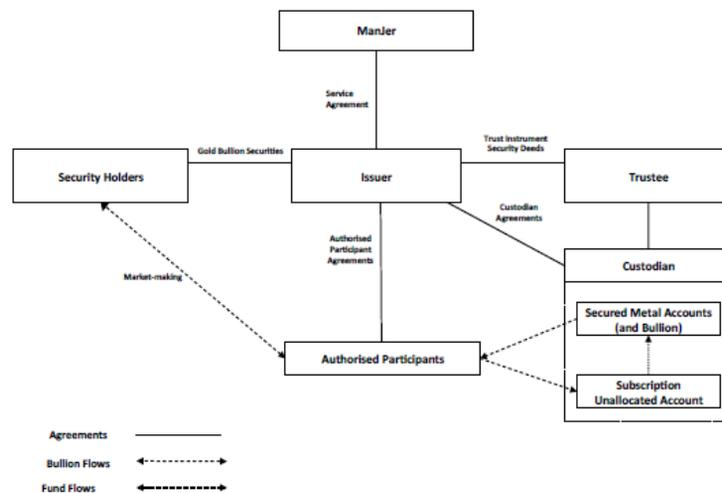 ManJer
Service
Agreement
Gold Bullion Securities
Trust Instrument
Security Deeds
Security Holders
Issuer
Trustee
Custodian
Agreements
Authorised
Participant
Agreements
Custodian
Market-making
Secured Metal Accounts
(and Bullion)
Authorised Participants
Subscription
Unallocated Account
Agreements
Bullion Flows
Fund Flows